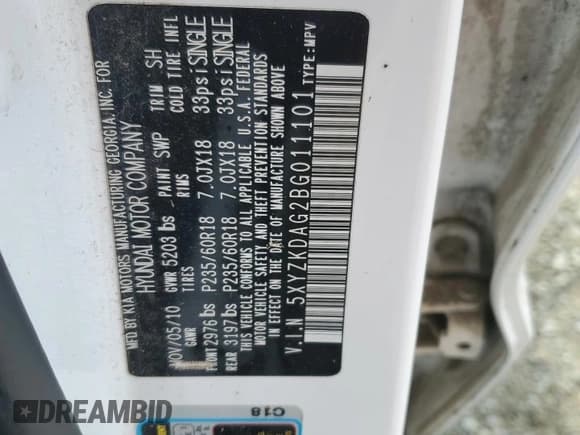 MFD BY KIA MOTORS MANUFACTURING GEORGIA, INC. FOR
HYUNDAI MOTOR COMPANY
NOV/05/10 GVWR 5203 lbs PAINT SWP TRIM SH
GAWR TIRES RIMS COLD TIRE INFL
FRONT 2976 lbs P235/60R18 7.0JX18 33psi SINGLE
REAR 3197 lbs P235/60R18 7.0JX18 33psi SINGLE
THIS VEHICLE CONFORMS TO ALL APPLICABLE U.S.A. FEDERAL
MOTOR VEHICLE SAFETY AND THEFT PREVENTION STANDARDS
IN EFFECT ON THE DATE OF MANUFACTURE SHOWN ABOVE.
V.I.N 5XYZKDAG2BG011101 TYPE:MPV
C18
DREAMBID